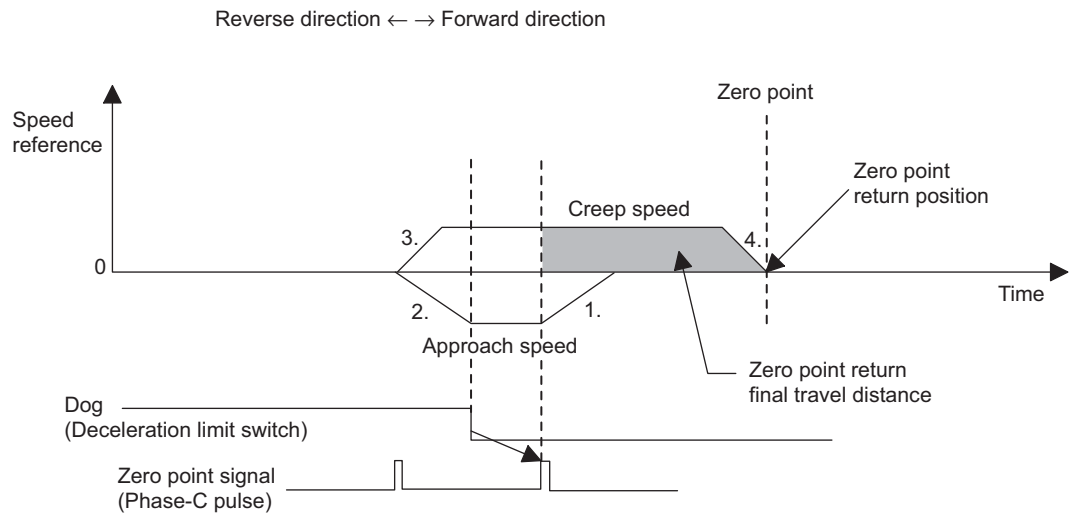 Reverse direction ← → Forward direction
Zero point
Speed
reference
Zero point
return position
Creep speed
3.
4.
0
Time
2.
1.
Approach speed
Zero point return
final travel distance
Dog
(Deceleration limit switch)
Zero point signal
(Phase-C pulse)